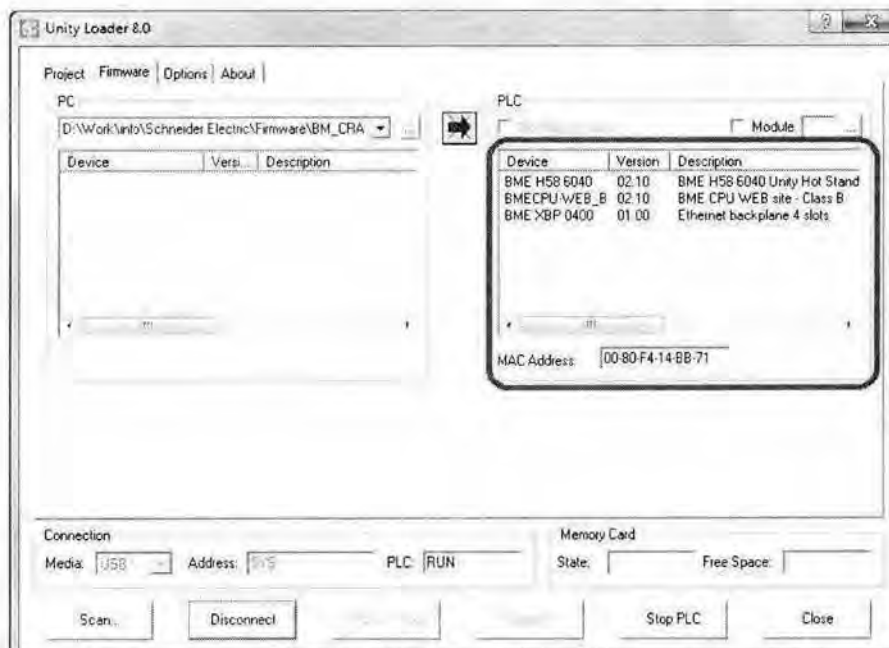 Unity Loader 8.0
Project Firmware Options About
PC
D:\Work\info\Schneider Electric\Firmware\BM_CRA ...
Device Versi... Description
PLC
Module ...
Device Version Description
BME H58 6040 02.10 BME H58 6040 Unity Hot Stand
BMECPU-WEB_B 02.10 BME CPU WEB site - Class B
BME XBP 0400 01.00 Ethernet backplane 4 slots
MAC Address: 00-80-F4-14-BB-71
Connection
Media: USB Address: SYS PLC: RUN
Memory Card
State: Free Space:
Scan... Disconnect Stop PLC Close